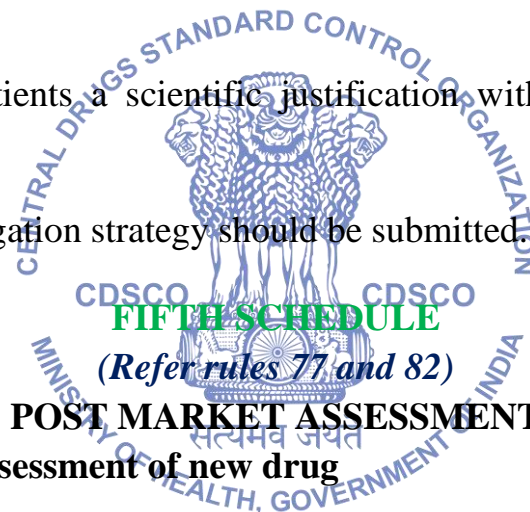 CENTRAL DRUGS STANDARD CONTROL ORGANIZATION
tients a scientific justification with
gation strategy should be submitted.
CDSCO CDSCO
FIFTH SCHEDULE
(Refer rules 77 and 82)
POST MARKET ASSESSMENT
सत्यमेव जयते
sessment of new drug
MINISTRY OF HEALTH, GOVERNMENT OF INDIA